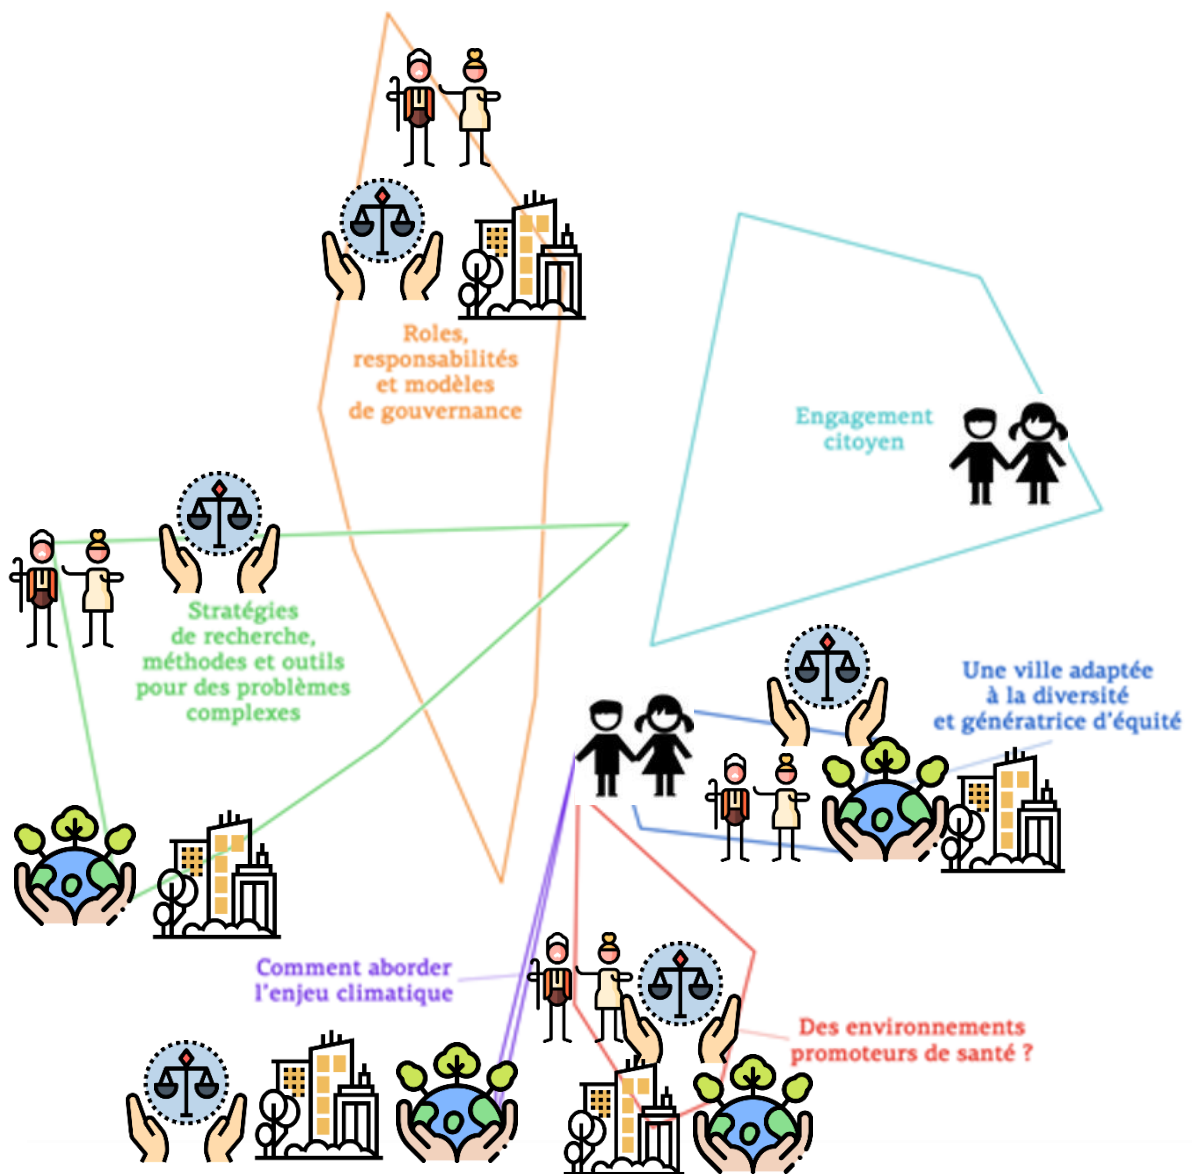 Roles,
responsabilités
et modèles
de gouvernance
Engagement
citoyen
Stratégies
de recherche,
méthodes et outils
pour des problèmes
complexes
Une ville adaptée
à la diversité
et génératrice d'équité
Comment aborder
l'enjeu climatique
Des environnements
promoteurs de santé ?